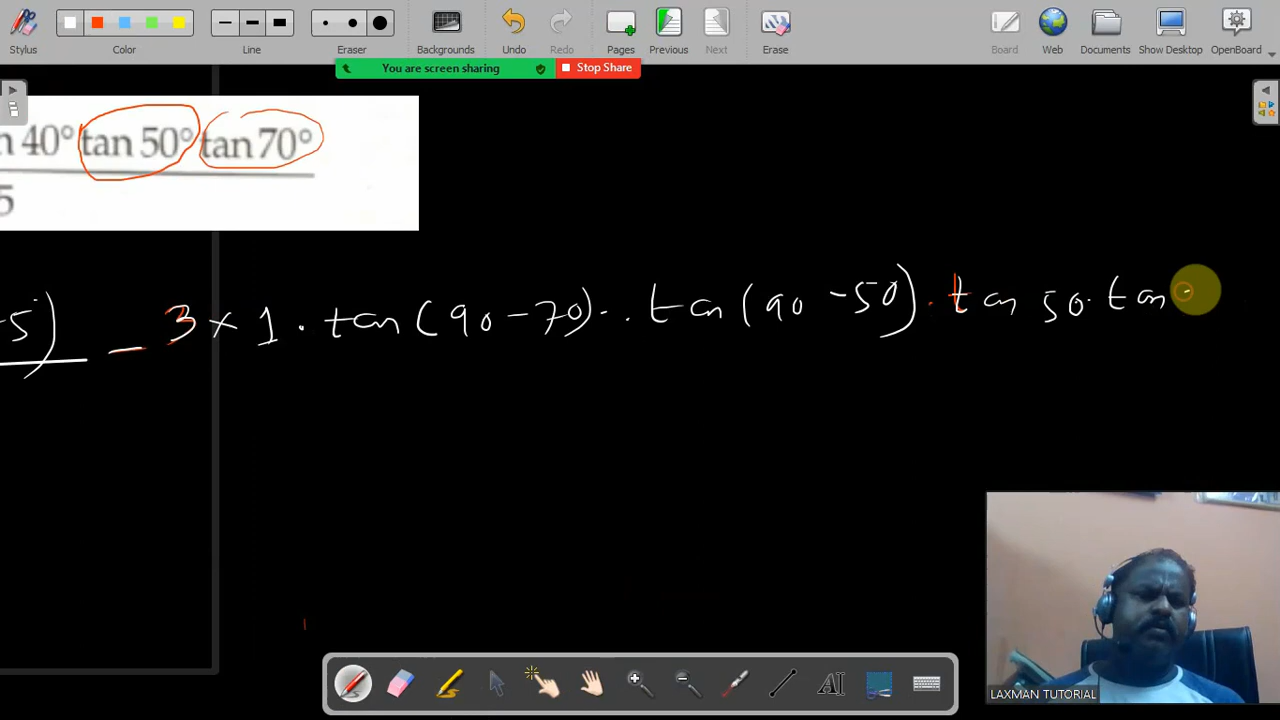 Stylus Color Line Eraser Backgrounds Undo Redo Pages Previous Next Erase Board Web Documents Show Desktop OpenBoard
You are screen sharing Stop Share
n 40° tan 50° tan 70°
5
-5) - 3 × 1 . tan (90 - 70) . . tan (90 - 50) . tan 50 . tan
LAXMAN TUTORIAL